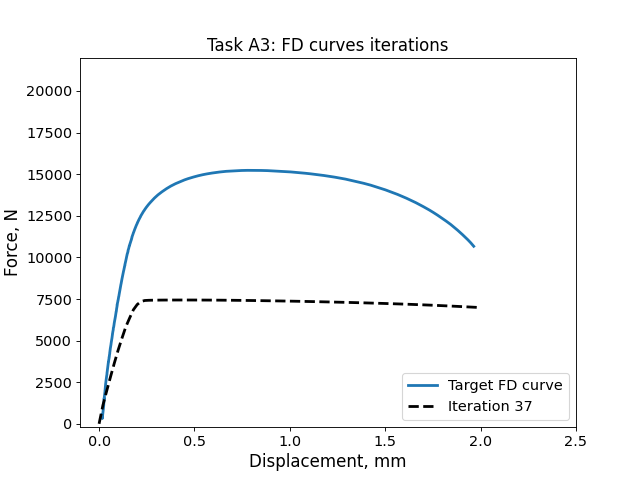 Task A3: FD curves iterations
Force, N
20000
17500
15000
12500
10000
7500
5000
2500
0
0.0 0.5 1.0 1.5 2.0 2.5
Displacement, mm
Target FD curve
Iteration 37